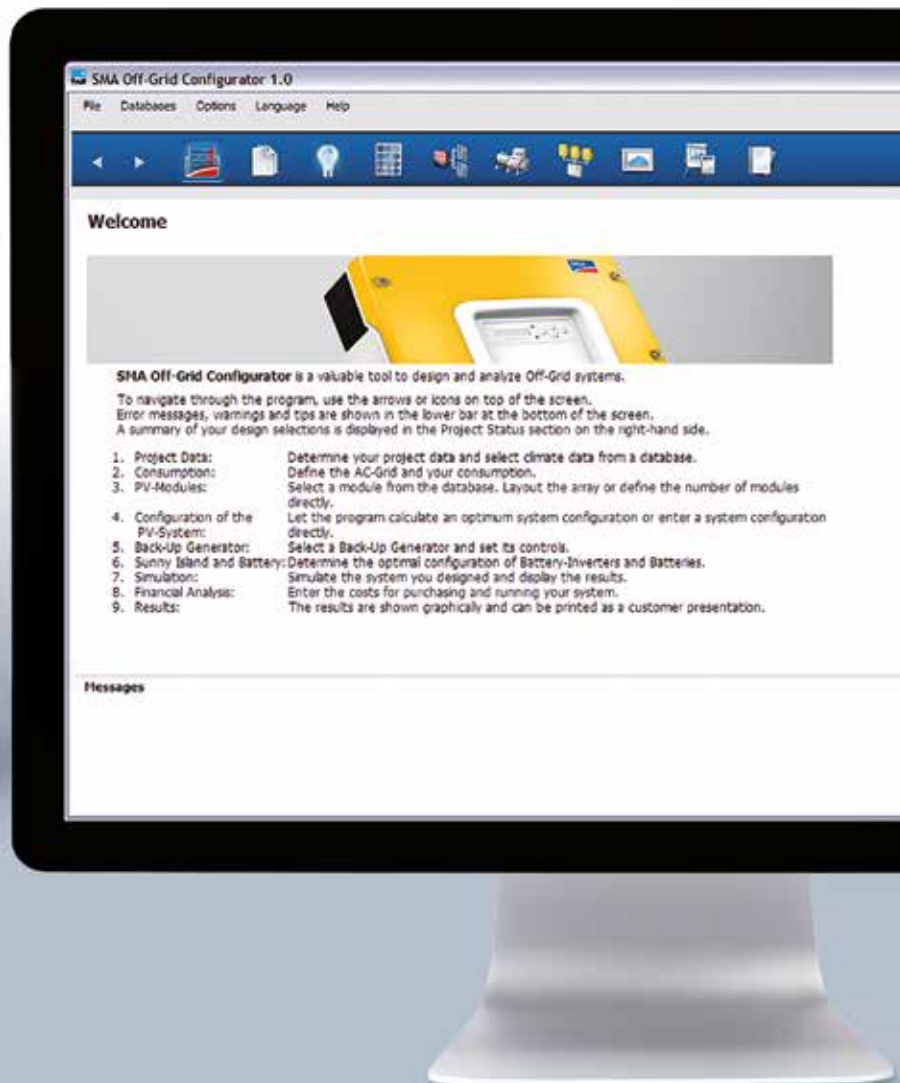 SMA Off-Grid Configurator 1.0
File Databases Options Language Help
Welcome
SMA Off-Grid Configurator is a valuable tool to design and analyze Off-Grid systems.
To navigate through the program, use the arrows or icons on top of the screen.
Error messages, warnings and tips are shown in the lower bar at the bottom of the screen.
A summary of your design selections is displayed in the Project Status section on the right-hand side.
1. Project Data: Determine your project data and select climate data from a database.
2. Consumption: Define the AC-Grid and your consumption.
3. PV-Modules: Select a module from the database. Layout the array or define the number of modules
directly.
4. Configuration of the Let the program calculate an optimum system configuration or enter a system configuration
PV-System: directly.
5. Back-Up Generator: Select a Back-Up Generator and set its controls.
6. Sunny Island and Battery: Determine the optimal configuration of Battery-Inverters and Batteries.
7. Simulation: Simulate the system you designed and display the results.
8. Financial Analysis: Enter the costs for purchasing and running your system.
9. Results: The results are shown graphically and can be printed as a customer presentation.
Messages